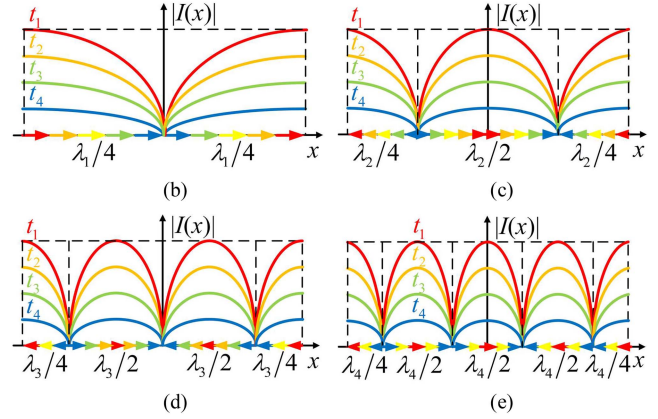 |I(x)|
t₁
t₂
t₃
t₄
λ₁/4 λ₁/4 x
(b)
|I(x)|
t₁
t₂
t₃
t₄
λ₂/4 λ₂/2 λ₂/4 x
(c)
|I(x)|
t₁
t₂
t₃
t₄
λ₃/4 λ₃/2 λ₃/2 λ₃/4 x
(d)
|I(x)|
t₁
t₂
t₃
t₄
λ₄/4 λ₄/2 λ₄/2 λ₄/2 λ₄/4 x
(e)